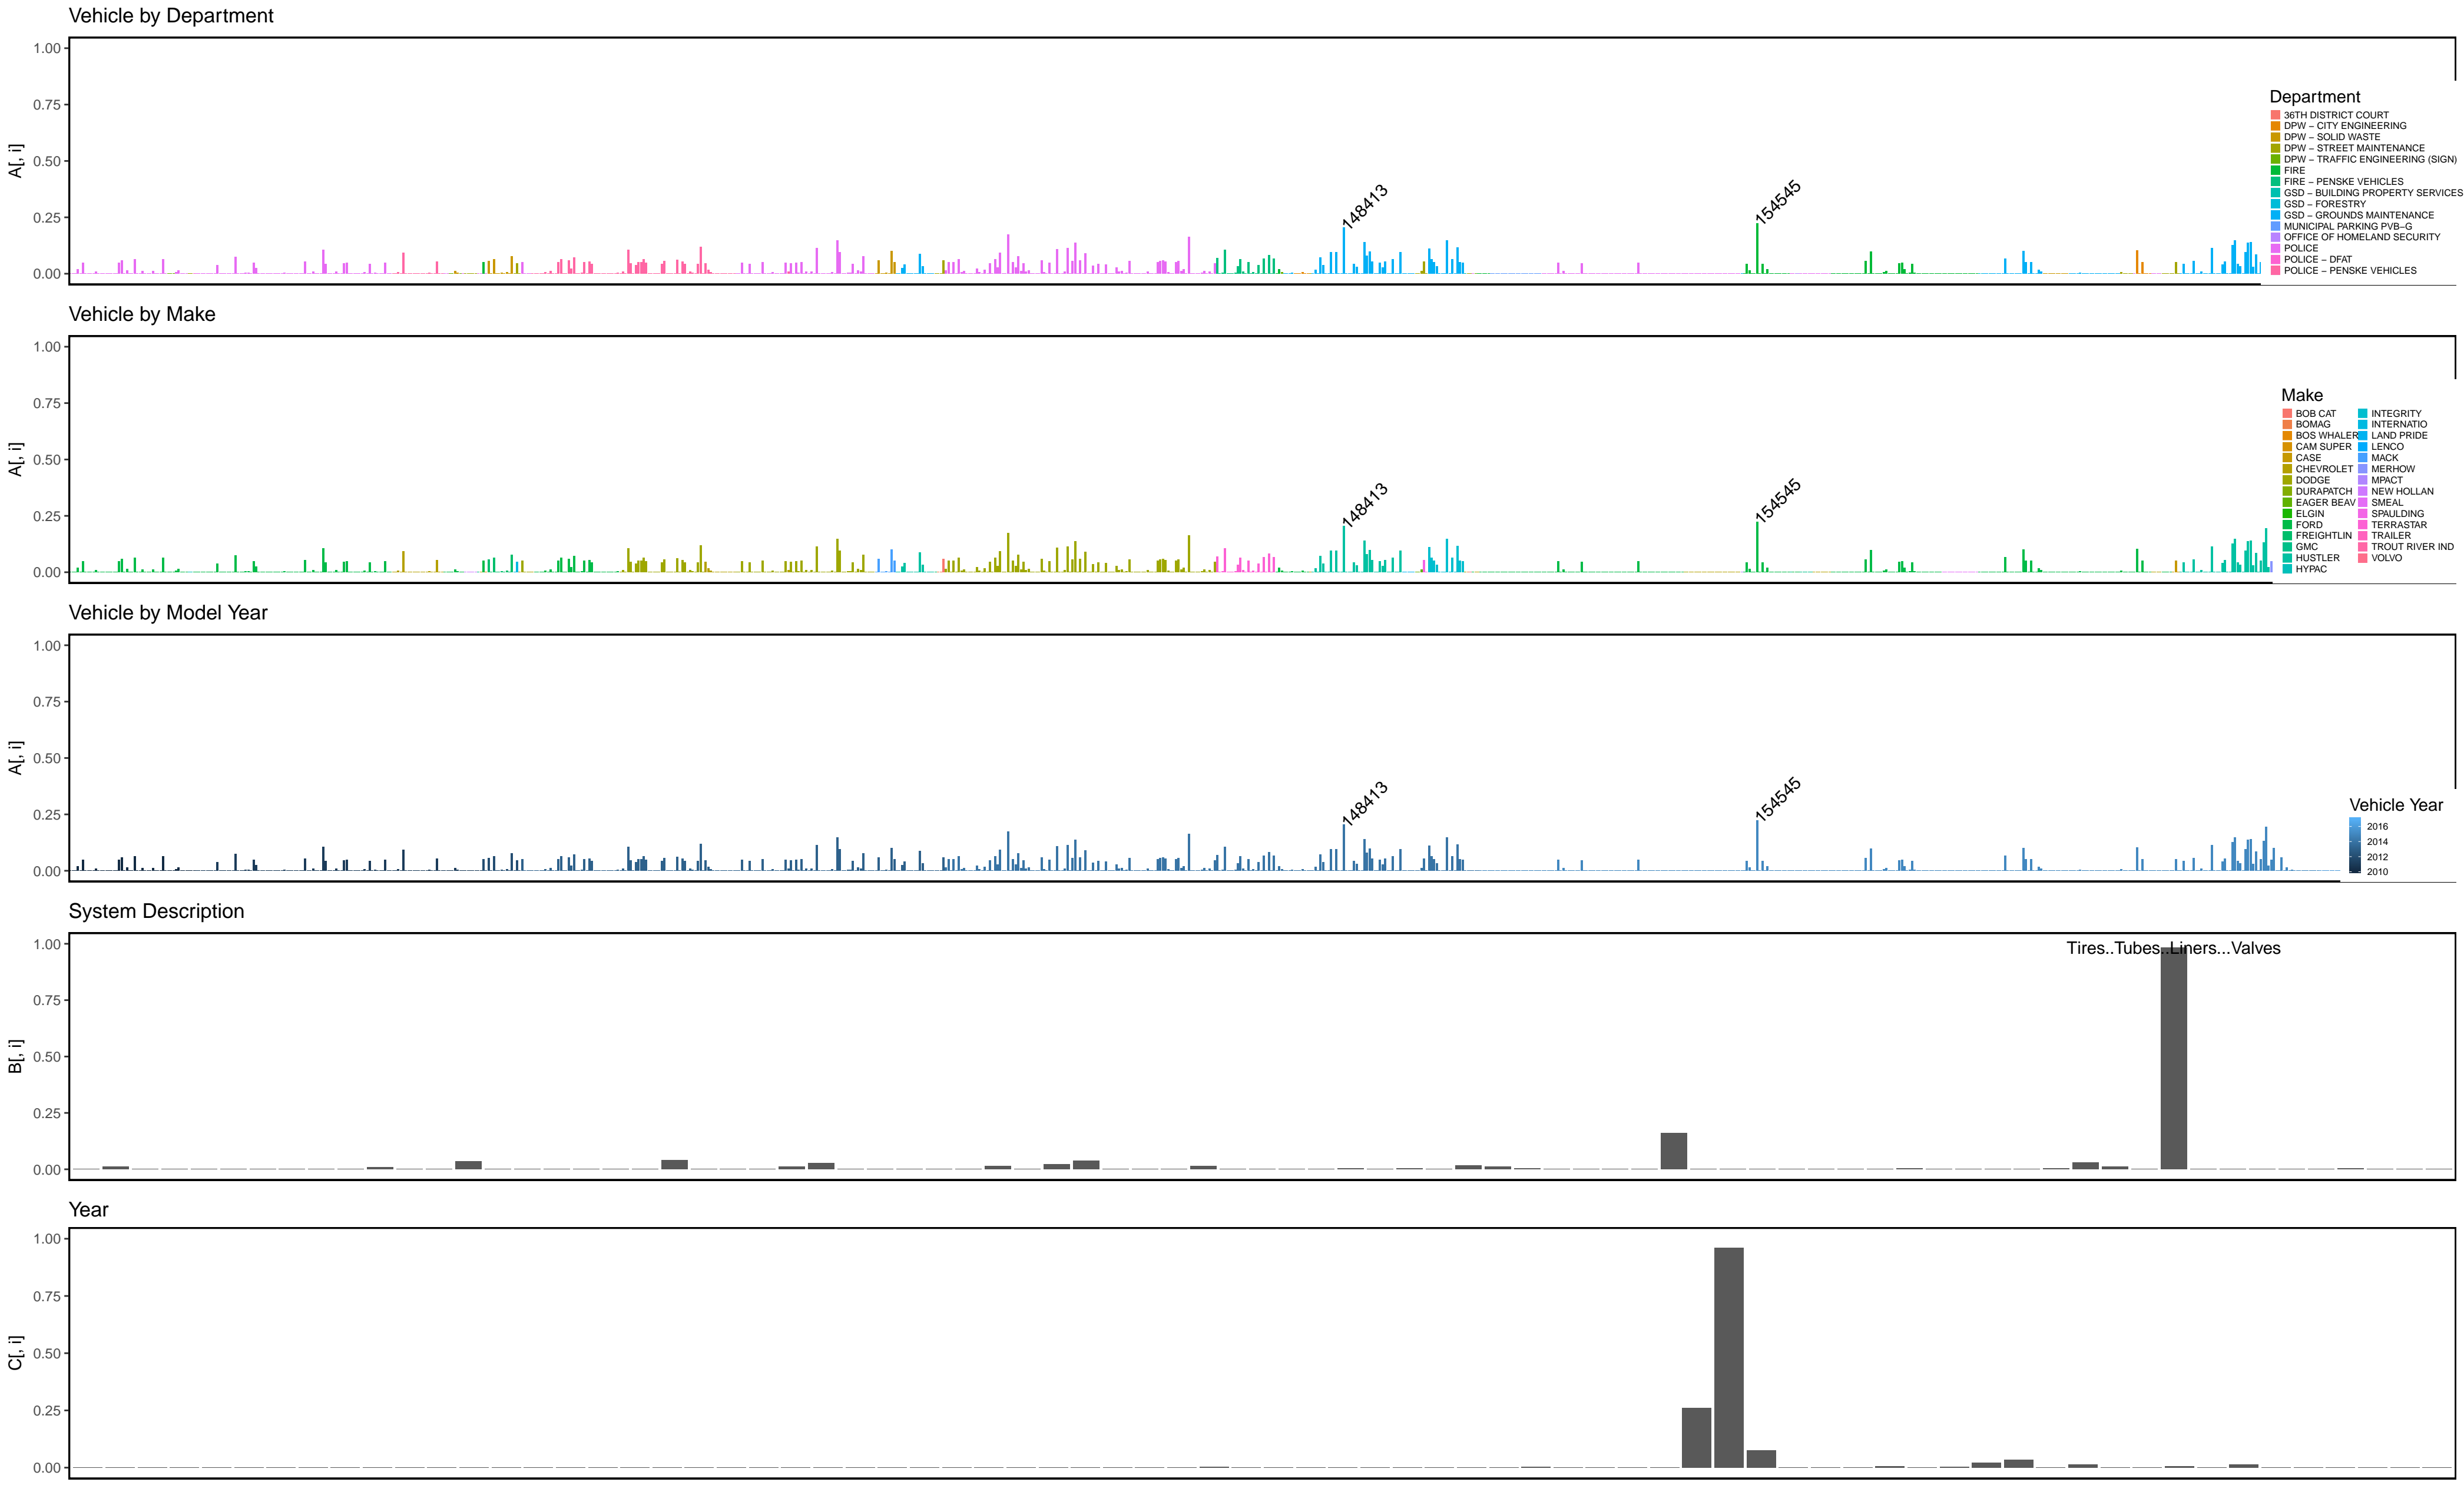 Vehicle by Department
1.00
0.75
0.50
0.25
0.00
A[, i]
148413
154545
Department
36TH DISTRICT COURT
DPW − CITY ENGINEERING
DPW − SOLID WASTE
DPW − STREET MAINTENANCE
DPW − TRAFFIC ENGINEERING (SIGN)
FIRE
FIRE − PENSKE VEHICLES
GSD − BUILDING PROPERTY SERVICES
GSD − FORESTRY
GSD − GROUNDS MAINTENANCE
MUNICIPAL PARKING PVB−G
OFFICE OF HOMELAND SECURITY
POLICE
POLICE − DFAT
POLICE − PENSKE VEHICLES
Vehicle by Make
1.00
0.75
0.50
0.25
0.00
A[, i]
148413
154545
Make
BOB CAT
BOMAG
BOS WHALER
CAM SUPER
CASE
CHEVROLET
DODGE
DURAPATCH
EAGER BEAV
ELGIN
FORD
FREIGHTLIN
GMC
HUSTLER
HYPAC
INTEGRITY
INTERNATIO
LAND PRIDE
LENCO
MACK
MERHOW
MPACT
NEW HOLLAN
SMEAL
SPAULDING
TERRASTAR
TRAILER
TROUT RIVER IND
VOLVO
Vehicle by Model Year
1.00
0.75
0.50
0.25
0.00
A[, i]
148413
154545
Vehicle Year
2016
2014
2012
2010
System Description
1.00
0.75
0.50
0.25
0.00
B[, i]
Tires..Tubes..Liners...Valves
Year
1.00
0.75
0.50
0.25
0.00
C[, i]